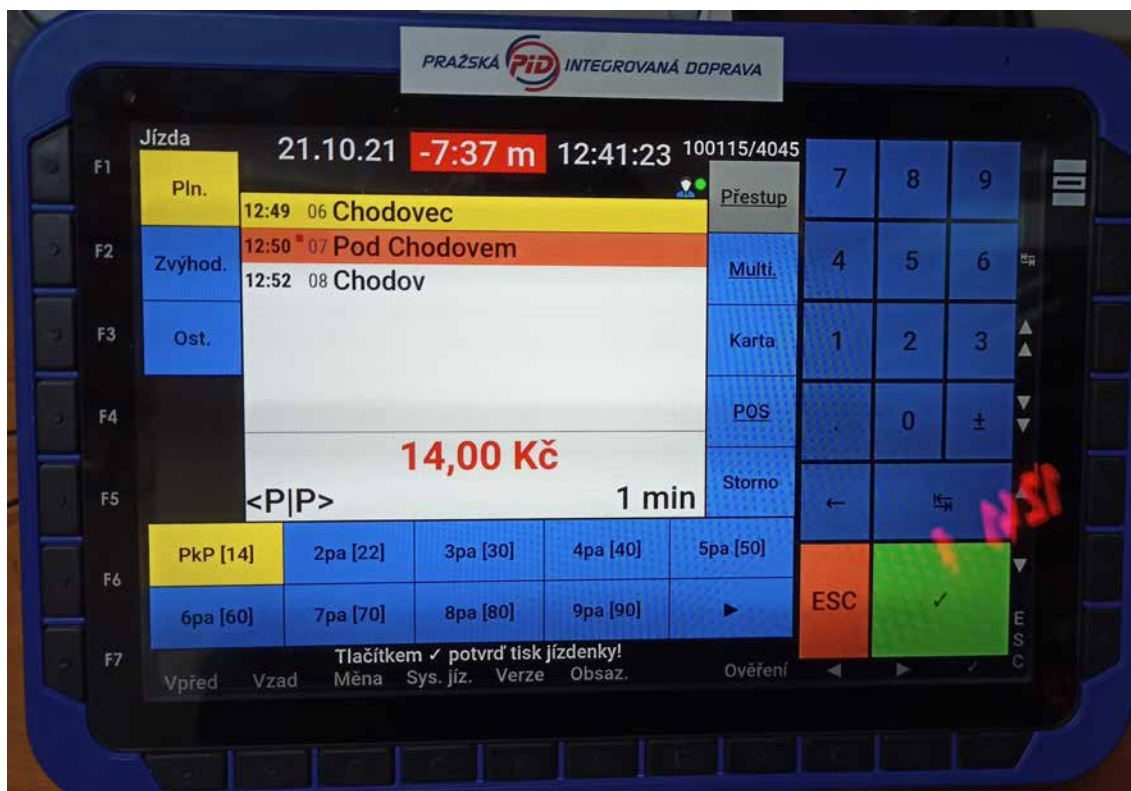 PRAŽSKÁ PID INTEGROVANÁ DOPRAVA
Jízda
21.10.21 -7:37 m 12:41:23 100115/4045
F1
Pln.
Přestup
7 8 9
12:49 06 Chodovec
F2
Zvýhod.
12:50 07 Pod Chodovem
Multi.
4 5 6
12:52 08 Chodov
F3
Ost.
Karta
1 2 3
F4
POS
. 0 ±
14,00 Kč
F5
<P|P> 1 min
Storno
←
PkP [14] 2pa [22] 3pa [30] 4pa [40] 5pa [50]
F6
ESC ✓
6pa [60] 7pa [70] 8pa [80] 9pa [90] ►
F7
Tlačítkem ✓ potvrď tisk jízdenky!
Vpřed Vzad Měna Sys. jíz. Verze Obsaz. Ověření ◄ ► ✓
ESC